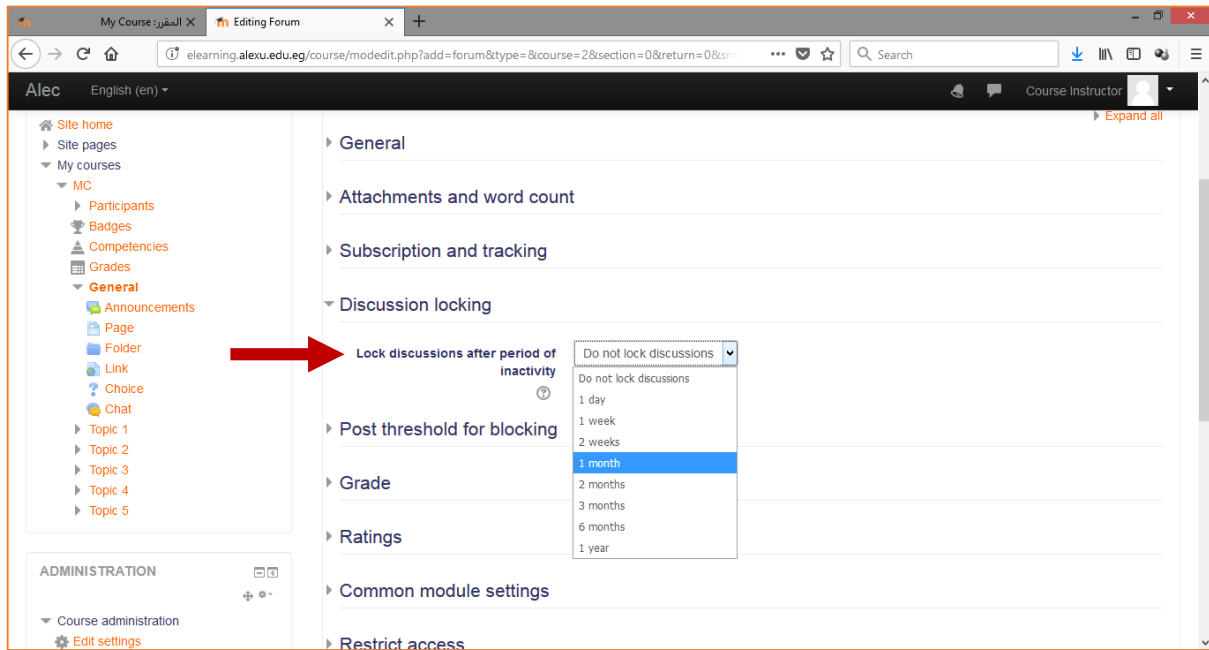 My Course: المقرر
Editing Forum
elearning.alexu.edu.eg/course/modedit.php?add=forum&type=&course=2&section=0&return=0&sr=
Search
Alec
English (en)
Course Instructor
Site home
Site pages
My courses
MC
Participants
Badges
Competencies
Grades
General
Announcements
Page
Folder
Link
Choice
Chat
Topic 1
Topic 2
Topic 3
Topic 4
Topic 5
ADMINISTRATION
Course administration
Edit settings
Expand all
General
Attachments and word count
Subscription and tracking
Discussion locking
Lock discussions after period of
inactivity
Do not lock discussions
Do not lock discussions
1 day
1 week
2 weeks
1 month
2 months
3 months
6 months
1 year
Post threshold for blocking
Grade
Ratings
Common module settings
Restrict access